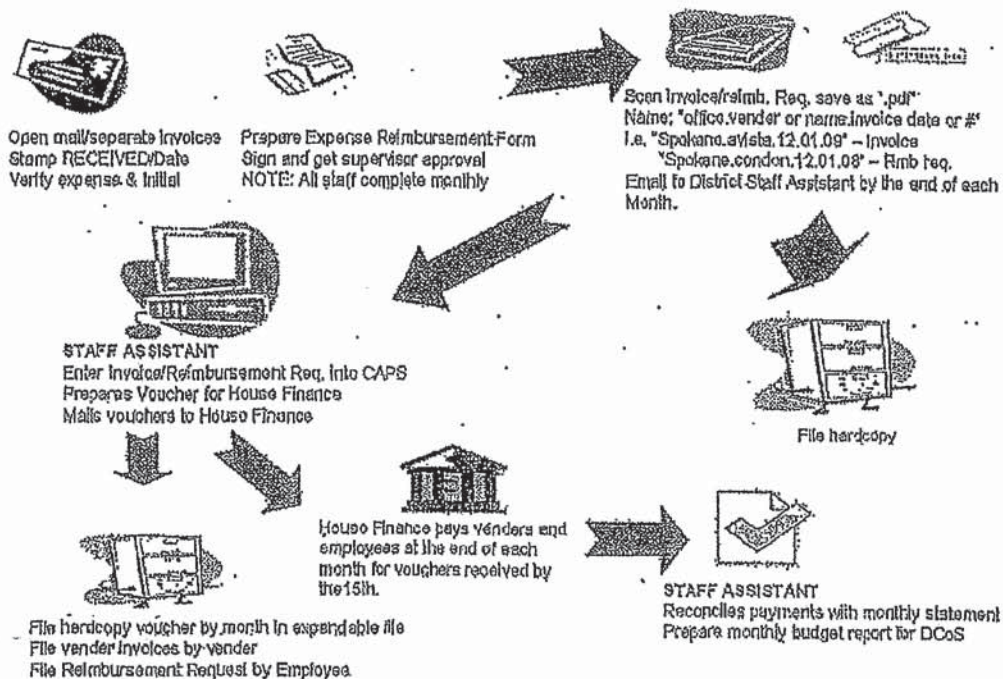 Open mail/separate invoices
Stamp RECEIVED/Date
Verify expense & Initial
Prepare Expense Reimbursement Form
Sign and get supervisor approval
NOTE: All staff complete monthly
Scan Invoice/reimb. Req. save as ".pdf"
Name: "office.vender or name.invoice date or #"
I.e. "Spokane.avista.12.01.09" – Invoice
"Spokane.condon.12.01.08" – Rmb req.
Email to District Staff Assistant by the end of each
Month.
STAFF ASSISTANT
Enter Invoice/Reimbursement Req. into CAPS
Prepares Voucher for House Finance
Mails vouchers to House Finance
File hardcopy
House Finance pays venders and
employees at the end of each
month for vouchers received by
the 15th.
STAFF ASSISTANT
Reconciles payments with monthly statement
Prepare monthly budget report for DCoS
File hardcopy voucher by month in expandable file
File vender invoices by vender
File Reimbursement Request by Employee